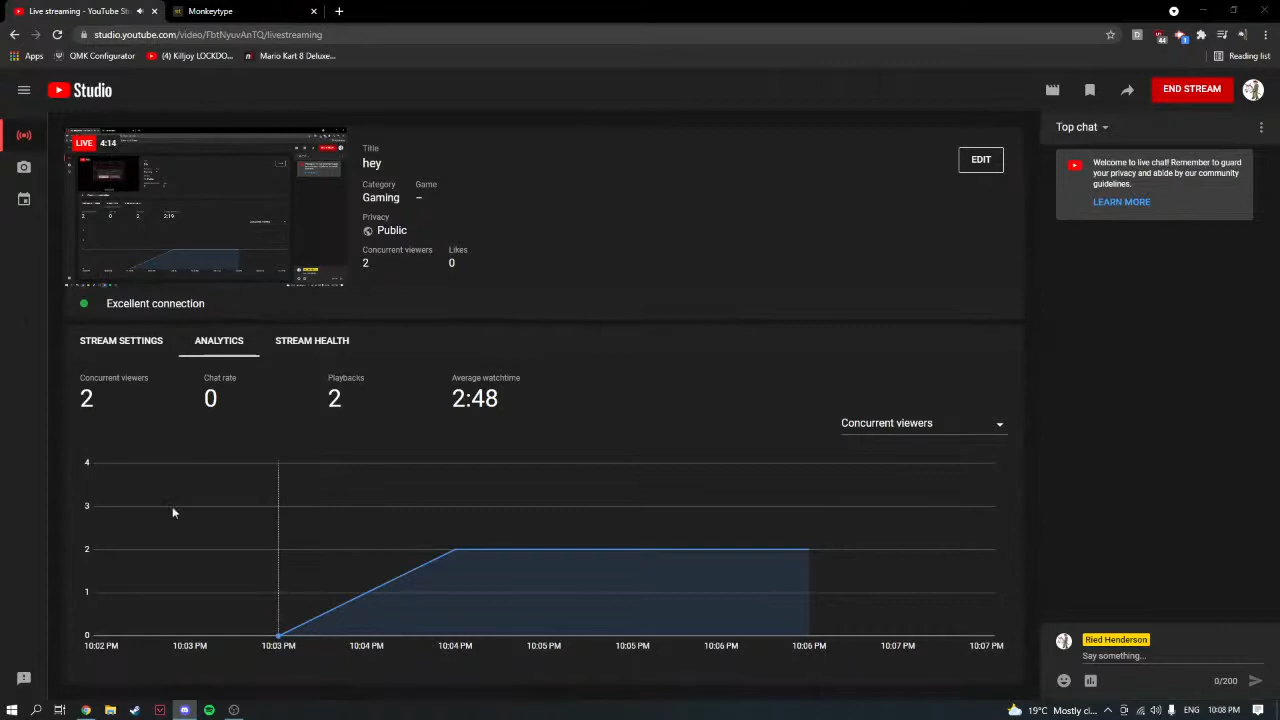 Live streaming - YouTube St
Monkeytype
studio.youtube.com/video/FbtNyuvAnTQ/livestreaming
Apps
QMK Configurator
(4) Killjoy LOCKDO...
Mario Kart 8 Deluxe...
Reading list
Studio
END STREAM
LIVE 4:14
Title
hey
Category Game
Gaming –
Privacy
Public
Concurrent viewers Likes
2 0
EDIT
Excellent connection
Top chat
Welcome to live chat! Remember to guard
your privacy and abide by our community
guidelines.
LEARN MORE
STREAM SETTINGS ANALYTICS STREAM HEALTH
Concurrent viewers Chat rate Playbacks Average watchtime
2 0 2 2:48
Concurrent viewers
4
3
2
1
0
10:02 PM 10:03 PM 10:03 PM 10:04 PM 10:04 PM 10:05 PM 10:05 PM 10:06 PM 10:06 PM 10:07 PM 10:07 PM
Ried Henderson
Say something...
0/200
19°C Mostly cl... ENG 10:08 PM